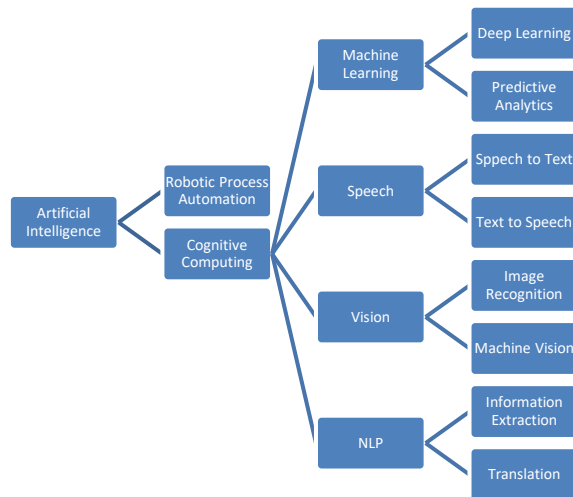 Artificial
Intelligence
Robotic Process
Automation
Cognitive
Computing
Machine
Learning
Deep Learning
Predictive
Analytics
Speech
Sppech to Text
Text to Speech
Vision
Image
Recognition
Machine Vision
NLP
Information
Extraction
Translation